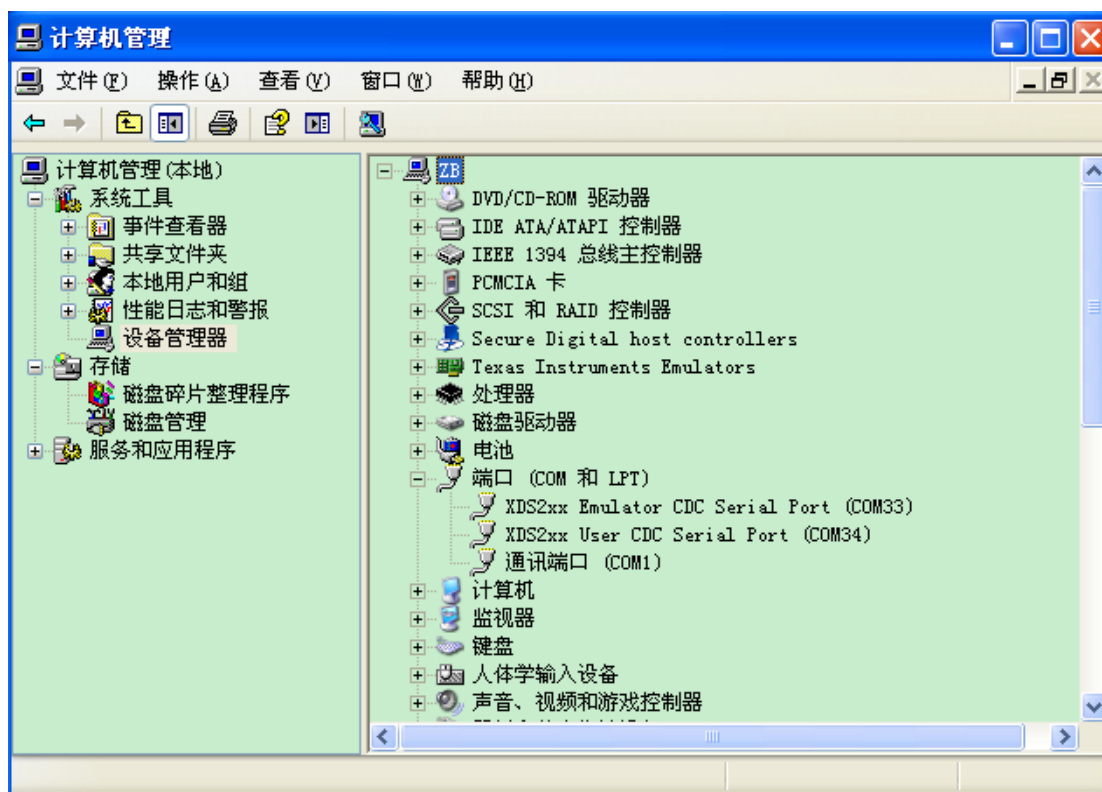 计算机管理
文件(F) 操作(A) 查看(V) 窗口(W) 帮助(H)
计算机管理(本地)
系统工具
事件查看器
共享文件夹
本地用户和组
性能日志和警报
设备管理器
存储
磁盘碎片整理程序
磁盘管理
服务和应用程序
ZB
DVD/CD-ROM 驱动器
IDE ATA/ATAPI 控制器
IEEE 1394 总线主控制器
PCMCIA 卡
SCSI 和 RAID 控制器
Secure Digital host controllers
Texas Instruments Emulators
处理器
磁盘驱动器
电池
端口 (COM 和 LPT)
XDS2xx Emulator CDC Serial Port (COM33)
XDS2xx User CDC Serial Port (COM34)
通讯端口 (COM1)
计算机
监视器
键盘
人体学输入设备
声音、视频和游戏控制器